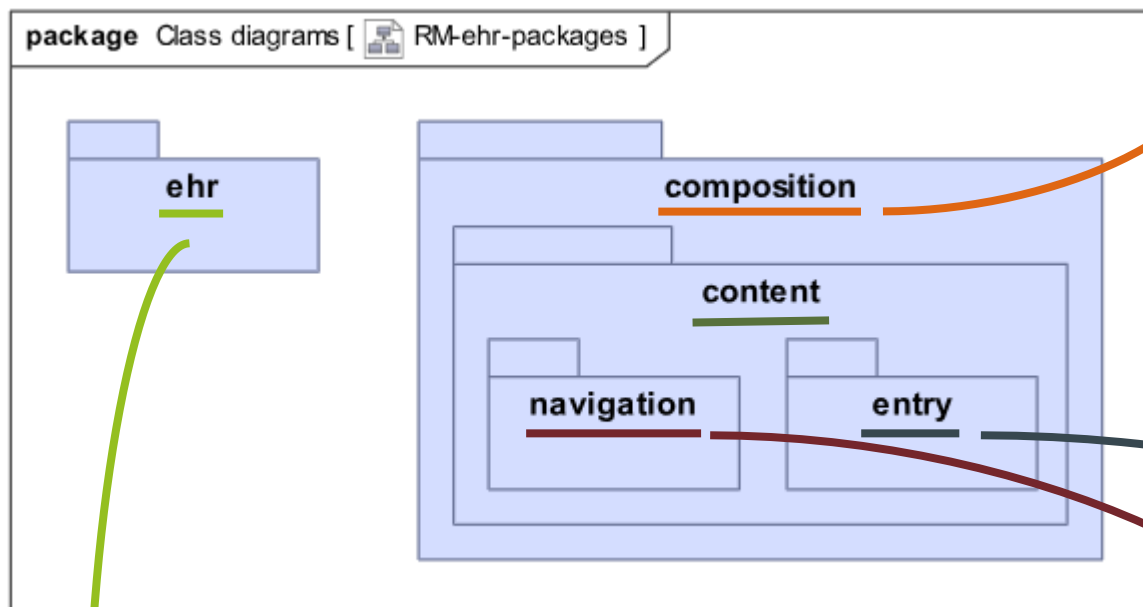 package Class diagrams [ RM-ehr-packages ]
ehr
composition
content
navigation
entry